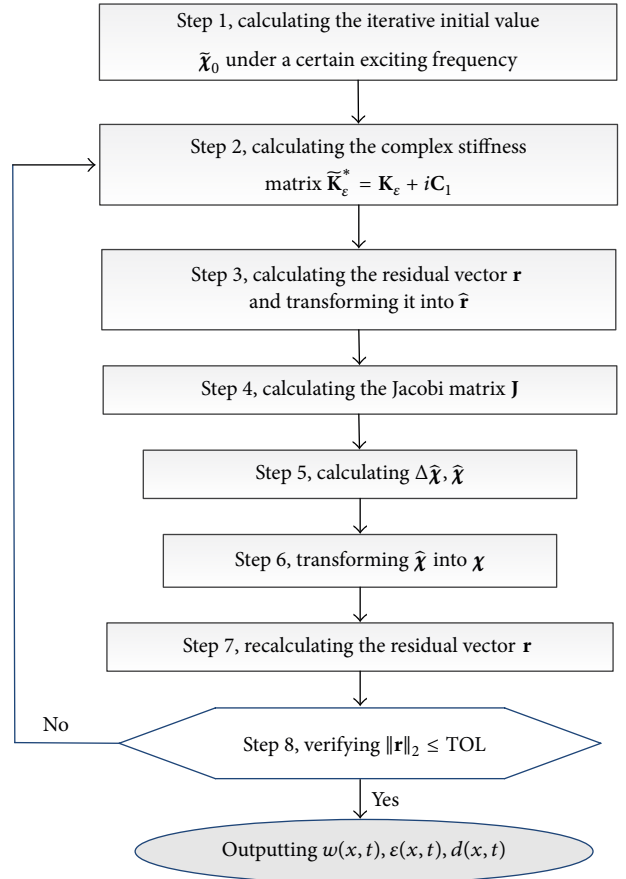 Step 1, calculating the iterative initial value
𝛘̃₀ under a certain exciting frequency
Step 2, calculating the complex stiffness
matrix K̃*ε = Kε + iC₁
Step 3, calculating the residual vector r
and transforming it into r̂
Step 4, calculating the Jacobi matrix J
Step 5, calculating Δχ̂, χ̂
Step 6, transforming χ̂ into χ
Step 7, recalculating the residual vector r
No
Step 8, verifying ‖r‖₂ ≤ TOL
Yes
Outputting w(x, t), ε(x, t), d(x, t)